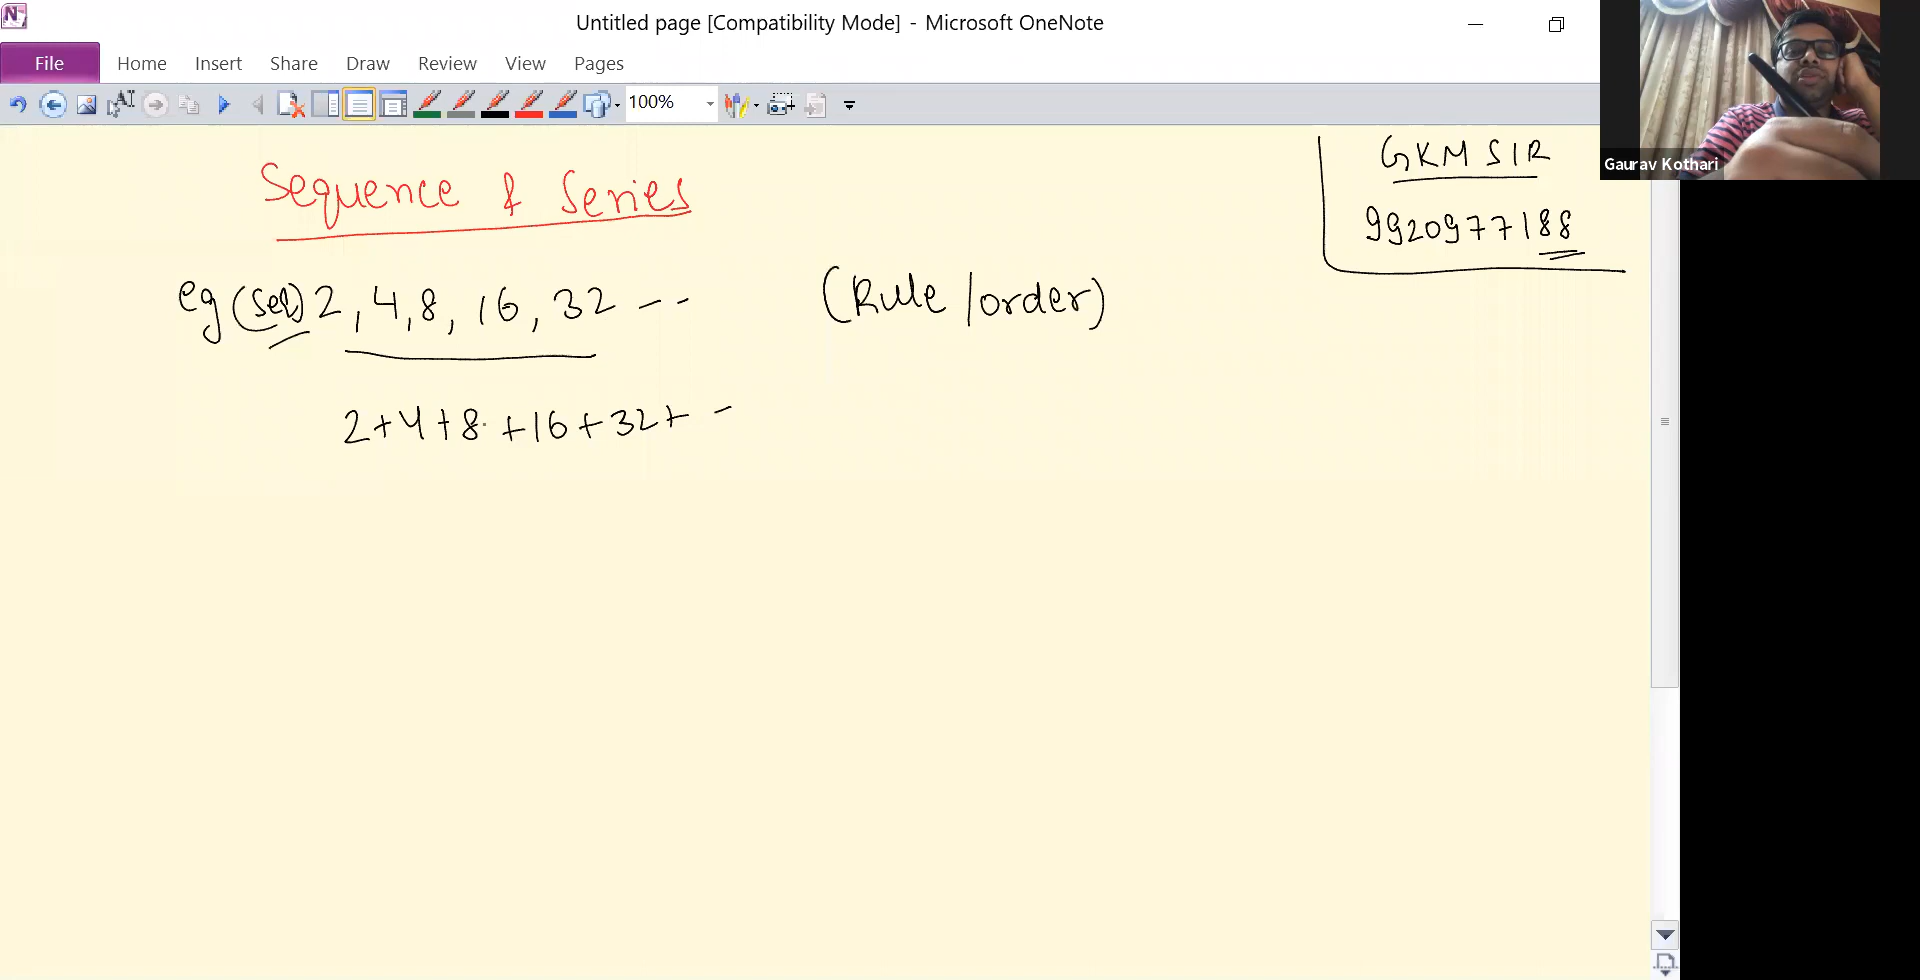 Untitled page [Compatibility Mode] - Microsoft OneNote
File Home Insert Share Draw Review View Pages
100%
Gaurav Kothari
GKM SIR
9920977188
Sequence & Series
eg (seq) 2, 4, 8, 16, 32 -- (Rule / order)
2+4+8+16+32+ -